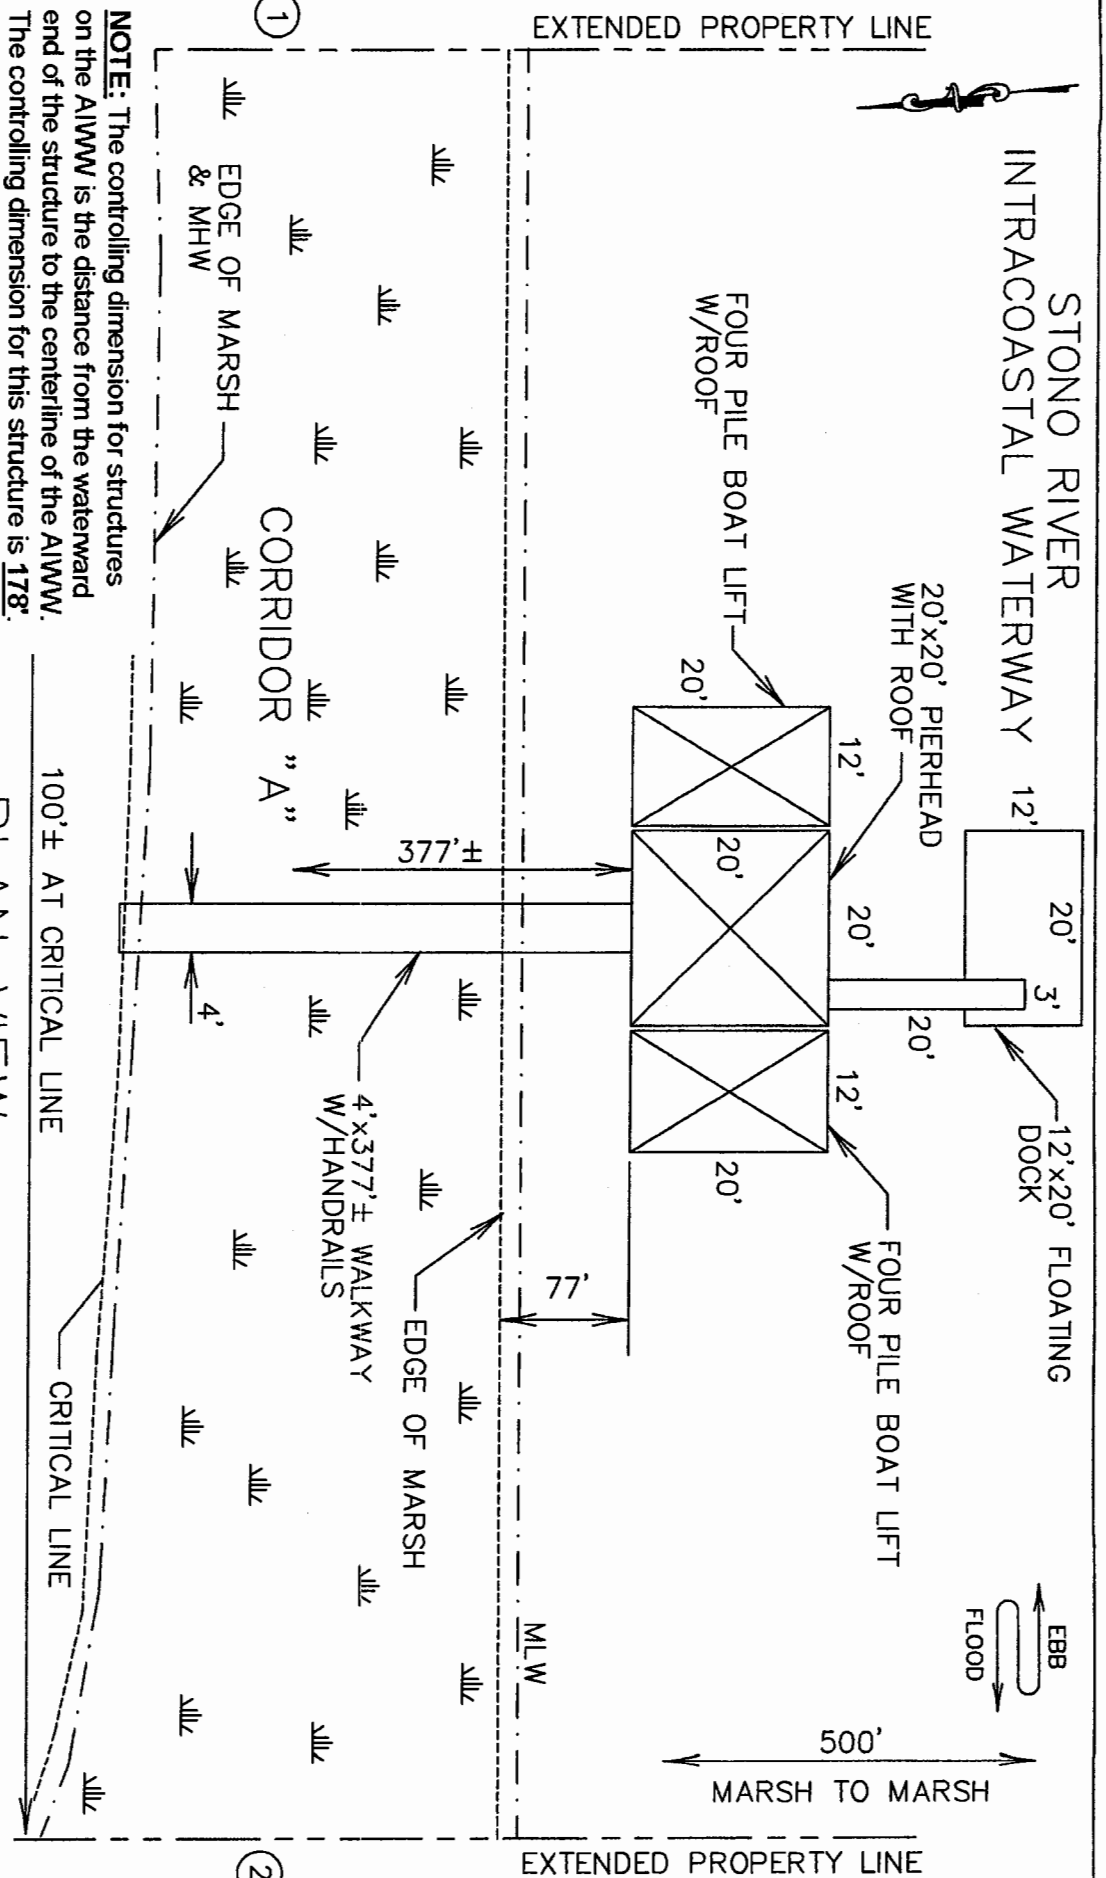 EXTENDED PROPERTY LINE
1
STONO RIVER
INTRACOASTAL WATERWAY
12'
20'
3'
20'
12'x20' FLOATING
DOCK
20'x20' PIERHEAD
WITH ROOF
FOUR PILE BOAT LIFT
W/ROOF
20'
12'
20'
20'
12'
20'
FOUR PILE BOAT LIFT
W/ROOF
EBB
FLOOD
500'
MARSH TO MARSH
77'
377'±
MLW
EDGE OF MARSH
& MHW
CORRIDOR "A"
4'
4'x377'± WALKWAY
W/HANDRAILS
EDGE OF MARSH
CRITICAL LINE
100'± AT CRITICAL LINE
EXTENDED PROPERTY LINE
2
NOTE: The controlling dimension for structures
on the AIWW is the distance from the waterward
end of the structure to the centerline of the AIWW.
The controlling dimension for this structure is 178'.
PLAN VIEW